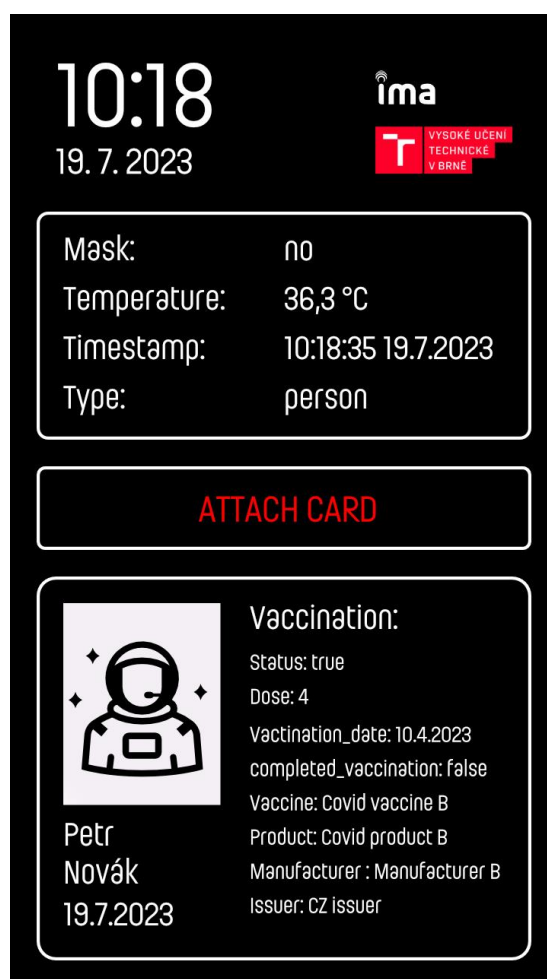 10:18
19. 7. 2023
ima
VYSOKÉ UČENÍ
TECHNICKÉ
V BRNĚ
Mask: no
Temperature: 36,3 °C
Timestamp: 10:18:35 19.7.2023
Type: person
ATTACH CARD
Petr
Novák
19.7.2023
Vaccination:
Status: true
Dose: 4
Vactination_date: 10.4.2023
completed_vaccination: false
Vaccine: Covid vaccine B
Product: Covid product B
Manufacturer : Manufacturer B
Issuer: CZ issuer